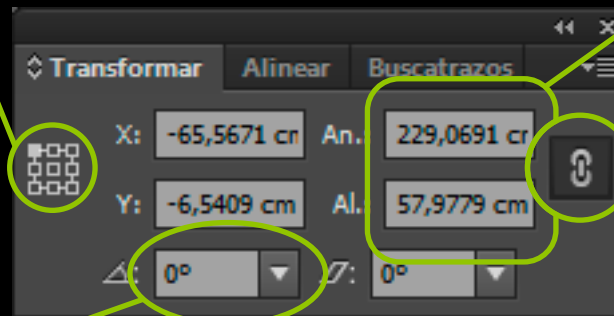 Transformar Alinear Buscatrazos
X: -65,5671 cm An.: 229,0691 cm
Y: -6,5409 cm Al.: 57,9779 cm
0° 0°